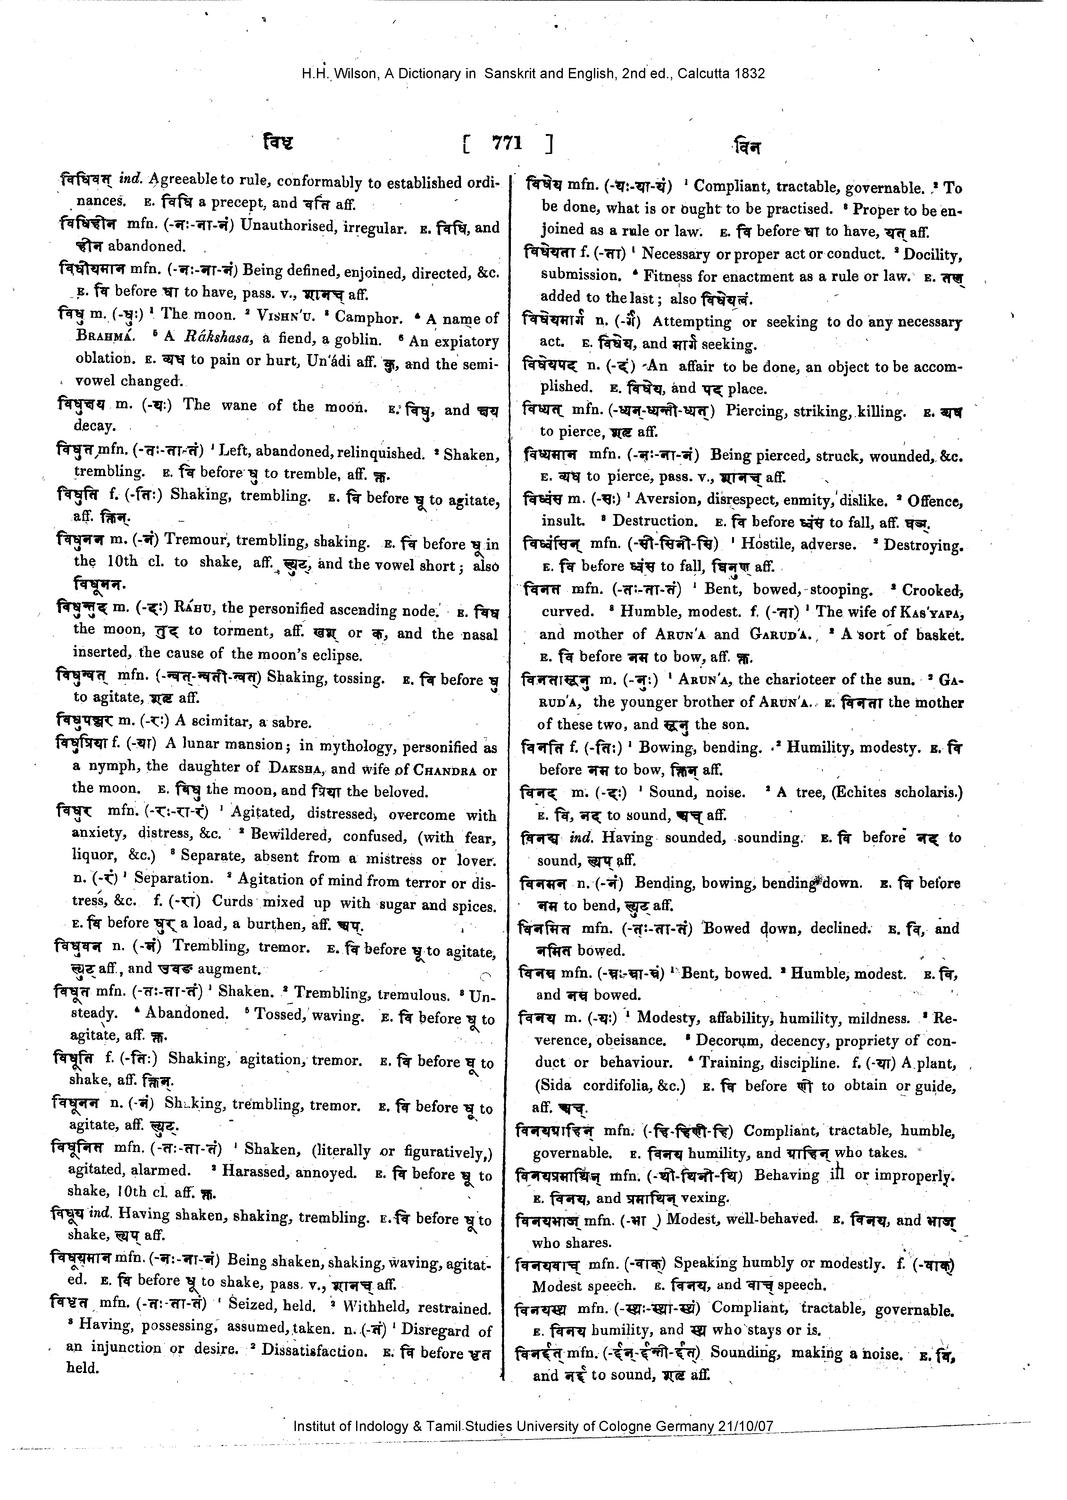 H.H. Wilson, A Dictionary in Sanskrit and English, 2nd ed., Calcutta 1832
विधृ [ 771 ] विन
विधिवत् ind. Agreeable to rule, conformably to established ordi-
nances. E. विधि a precept, and वति aff.
विधिहीन mfn. (-नः-ना-नं) Unauthorised, irregular. E. विधि, and
हीन abandoned.
विधीयमान mfn. (-नः-ना-नं) Being defined, enjoined, directed, &c.
E. वि before धा to have, pass. v., शानच् aff.
विधु m. (-धुः) ¹ The moon. ² VISHN'U. ³ Camphor. ⁴ A name of
BRAHMÁ. ⁵ A Rákshasa, a fiend, a goblin. ⁶ An expiatory
oblation. E. व्यध to pain or hurt, Un'ádi aff. कु, and the semi-
vowel changed.
विधुक्षय m. (-यः) The wane of the moon. E. विधु, and क्षय
decay.
विधुत mfn. (-तः-ता-तं) ¹ Left, abandoned, relinquished. ² Shaken,
trembling. E. वि before धु to tremble, aff. क्त.
विधुति f. (-तिः) Shaking, trembling. E. वि before धू to agitate,
aff. क्तिन्.
विधुनन m. (-नं) Tremour, trembling, shaking. E. वि before धू in
the 10th cl. to shake, aff. ल्युट्, and the vowel short; also
विधूनन.
विधुन्तुद m. (-दः) RÁHU, the personified ascending node. E. विध
the moon, तुद् to torment, aff. खश् or क, and the nasal
inserted, the cause of the moon's eclipse.
विधुन्वत् mfn. (-न्वत्-न्वती-न्वत्) Shaking, tossing. E. वि before धु
to agitate, शतृ aff.
विधुपञ्जर m. (-रः) A scimitar, a sabre.
विधुप्रिया f. (-या) A lunar mansion; in mythology, personified as
a nymph, the daughter of DAKSHA, and wife of CHANDRA or
the moon. E. विधु the moon, and प्रिया the beloved.
विधुर mfn. (-रः-रा-रं) ¹ Agitated, distressed, overcome with
anxiety, distress, &c. ² Bewildered, confused, (with fear,
liquor, &c.) ³ Separate, absent from a mistress or lover.
n. (-रं) ¹ Separation. ² Agitation of mind from terror or dis-
tress, &c. f. (-रा) Curds mixed up with sugar and spices.
E. वि before धुर् a load, a burthen, aff. अप्.
विधुवन n. (-नं) Trembling, tremor. E. वि before धू to agitate,
ल्युट् aff., and उवङ augment.
विधूत mfn. (-तः-ता-तं) ¹ Shaken. ² Trembling, tremulous. ³ Un-
steady. ⁴ Abandoned. ⁵ Tossed, waving. E. वि before धू to
agitate, aff. क्त.
विधूति f. (-तिः) Shaking, agitation, tremor. E. वि before धू to
shake, aff. क्तिन्.
विधूनन n. (-नं) Shaking, trembling, tremor. E. वि before धू to
agitate, aff. ल्युट्.
विधूनित mfn. (-तः-ता-तं) ¹ Shaken, (literally or figuratively,)
agitated, alarmed. ² Harassed, annoyed. E. वि before धू to
shake, 10th cl. aff. क्त.
विधूय ind. Having shaken, shaking, trembling. E. वि before धू to
shake, ल्यप् aff.
विधूयमान mfn. (-नः-ना-नं) Being shaken, shaking, waving, agitat-
ed. E. वि before धू to shake, pass. v., शानच् aff.
विधृत mfn. (-तः-ता-तं) ¹ Seized, held. ² Withheld, restrained.
³ Having, possessing, assumed, taken. n. (-तं) ¹ Disregard of
an injunction or desire. ² Dissatisfaction. E. वि before धृत
held.
विधेय mfn. (-यः-या-यं) ¹ Compliant, tractable, governable. ² To
be done, what is or ought to be practised. ³ Proper to be en-
joined as a rule or law. E. वि before धा to have, यत् aff.
विधेयता f. (-ता) ¹ Necessary or proper act or conduct. ² Docility,
submission. ⁴ Fitness for enactment as a rule or law. E. तल्
added to the last; also विधेयत्वं.
विधेयमार्ग n. (-र्गं) Attempting or seeking to do any necessary
act. E. विधेय, and मार्ग seeking.
विधेयपद n. (-दं) An affair to be done, an object to be accom-
plished. E. विधेय, and पद place.
विध्यत् mfn. (-ध्यन्-ध्यन्ती-ध्यत्) Piercing, striking, killing. E. व्यध
to pierce, शतृ aff.
विध्यमान mfn. (-नः-ना-नं) Being pierced, struck, wounded, &c.
E. व्यध to pierce, pass. v., शानच् aff.
विध्वंस m. (-सः) ¹ Aversion, disrespect, enmity, dislike. ² Offence,
insult. ³ Destruction. E. वि before ध्वंस to fall, aff. घञ्.
विध्वंसिन् mfn. (-सी-सिनी-सि) ¹ Hostile, adverse. ² Destroying.
E. वि before ध्वंस to fall, घिनुण् aff.
विनत mfn. (-तः-ता-तं) ¹ Bent, bowed, stooping. ² Crooked,
curved. ³ Humble, modest. f. (-ता) ¹ The wife of KAS'YAPA,
and mother of ARUN'A and GARUD'A. ² A sort of basket.
E. वि before नम to bow, aff. क्त.
विनतासूनु m. (-नुः) ¹ ARUN'A, the charioteer of the sun. ² GA-
RUD'A, the younger brother of ARUN'A. E. विनता the mother
of these two, and सूनु the son.
विनति f. (-तिः) ¹ Bowing, bending. ² Humility, modesty. E. वि
before नम to bow, क्तिन् aff.
विनद m. (-दः) ¹ Sound, noise. ² A tree, (Echites scholaris.)
E. वि, नद to sound, अच् aff.
विनद्य ind. Having sounded, sounding. E. वि before नद to
sound, ल्यप् aff.
विनमन n. (-नं) Bending, bowing, bending down. E. वि before
नम to bend, ल्युट् aff.
विनमित mfn. (-तः-ता-तं) Bowed down, declined. E. वि, and
नमित bowed.
विनम्र mfn. (-म्रः-म्रा-म्रं) ¹ Bent, bowed. ² Humble, modest. E. वि,
and नम्र bowed.
विनय m. (-यः) ¹ Modesty, affability, humility, mildness. ² Re-
verence, obeisance. ³ Decorum, decency, propriety of con-
duct or behaviour. ⁴ Training, discipline. f. (-या) A plant,
(Sida cordifolia, &c.) E. वि before णी to obtain or guide,
aff. अच्.
विनयग्राहिन् mfn. (-हि-हिणी-हि) Compliant, tractable, humble,
governable. E. विनय humility, and ग्राहिन् who takes.
विनयप्रमाथिन् mfn. (-थी-थिनी-थि) Behaving ill or improperly.
E. विनय, and प्रमाथिन् vexing.
विनयभाज् mfn. (-भा ) Modest, well-behaved. E. विनय, and भाज्
who shares.
विनयवाच् mfn. (-वाक्) Speaking humbly or modestly. f. (-वाक्)
Modest speech. E. विनय, and वाच् speech.
विनयस्थ mfn. (-स्थः-स्था-स्थं) Compliant, tractable, governable.
E. विनय humility, and स्थ who stays or is.
विनर्द्दत् mfn. (-र्द्दन्-र्द्दन्ती-र्द्दत्) Sounding, making a noise. E. वि,
and नर्द्द to sound, शतृ aff.
Institut of Indology & Tamil Studies University of Cologne Germany 21/10/07